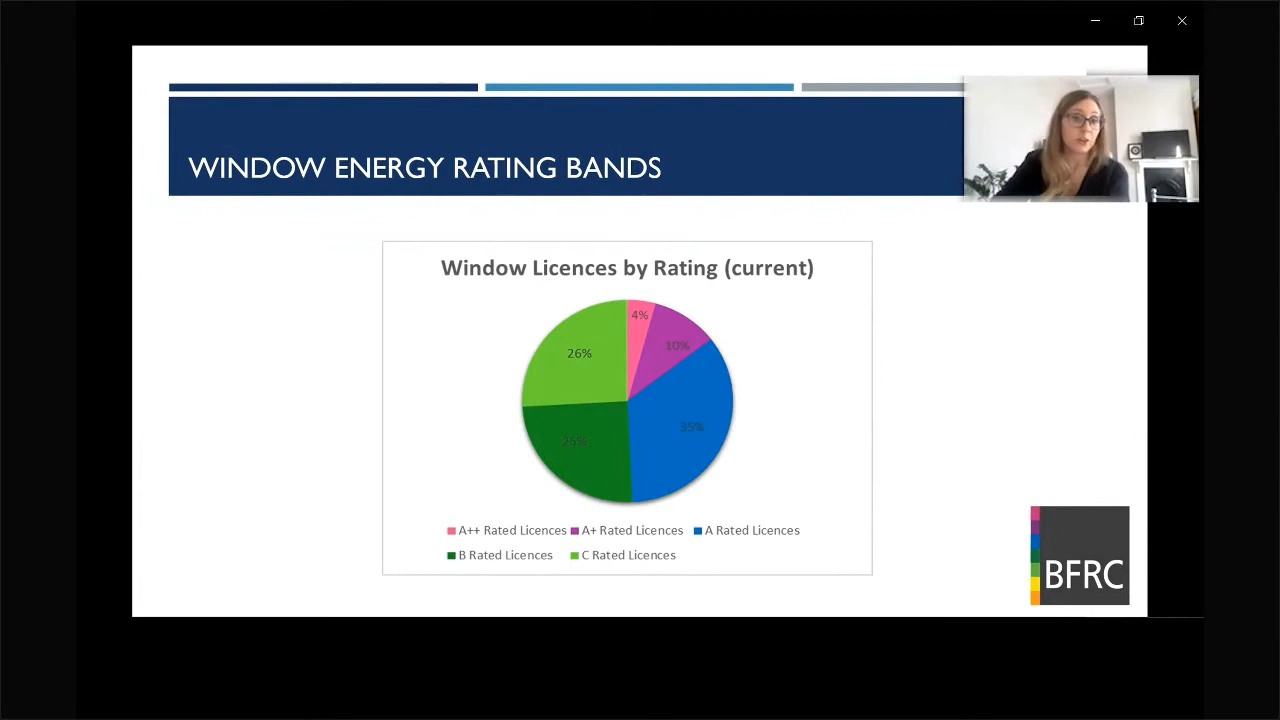 WINDOW ENERGY RATING BANDS
Window Licences by Rating (current)
4%
10%
26%
35%
25%
A++ Rated Licences A+ Rated Licences A Rated Licences
B Rated Licences C Rated Licences
BFRC